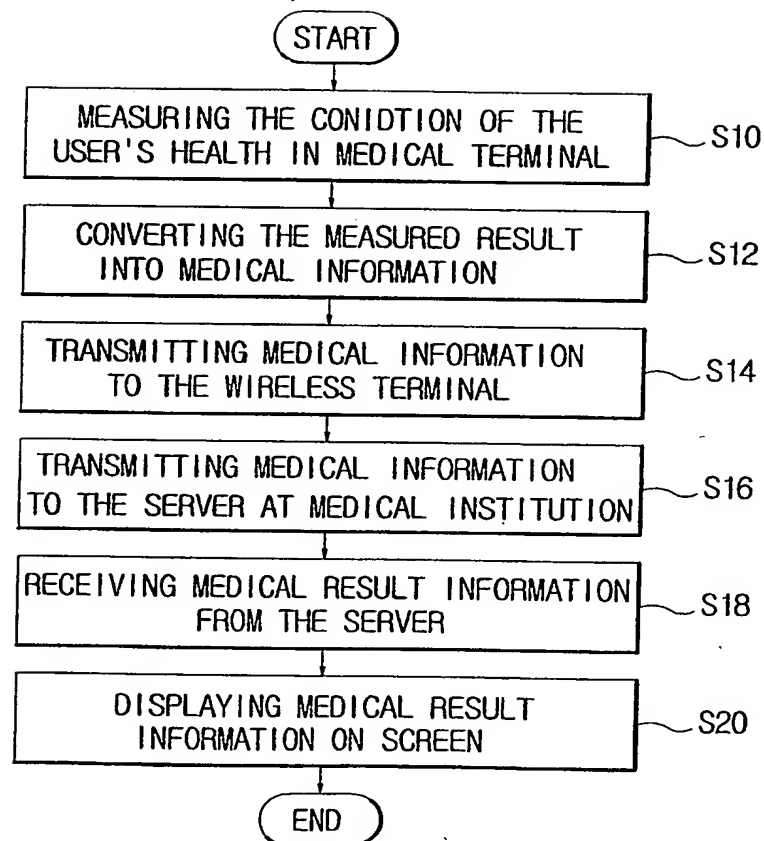 START
MEASURING THE CONIDTION OF THE
USER'S HEALTH IN MEDICAL TERMINAL
S10
CONVERTING THE MEASURED RESULT
INTO MEDICAL INFORMATION
S12
TRANSMITTING MEDICAL INFORMATION
TO THE WIRELESS TERMINAL
S14
TRANSMITTING MEDICAL INFORMATION
TO THE SERVER AT MEDICAL INSTITUTION
S16
RECEIVING MEDICAL RESULT INFORMATION
FROM THE SERVER
S18
DISPLAYING MEDICAL RESULT
INFORMATION ON SCREEN
S20
END